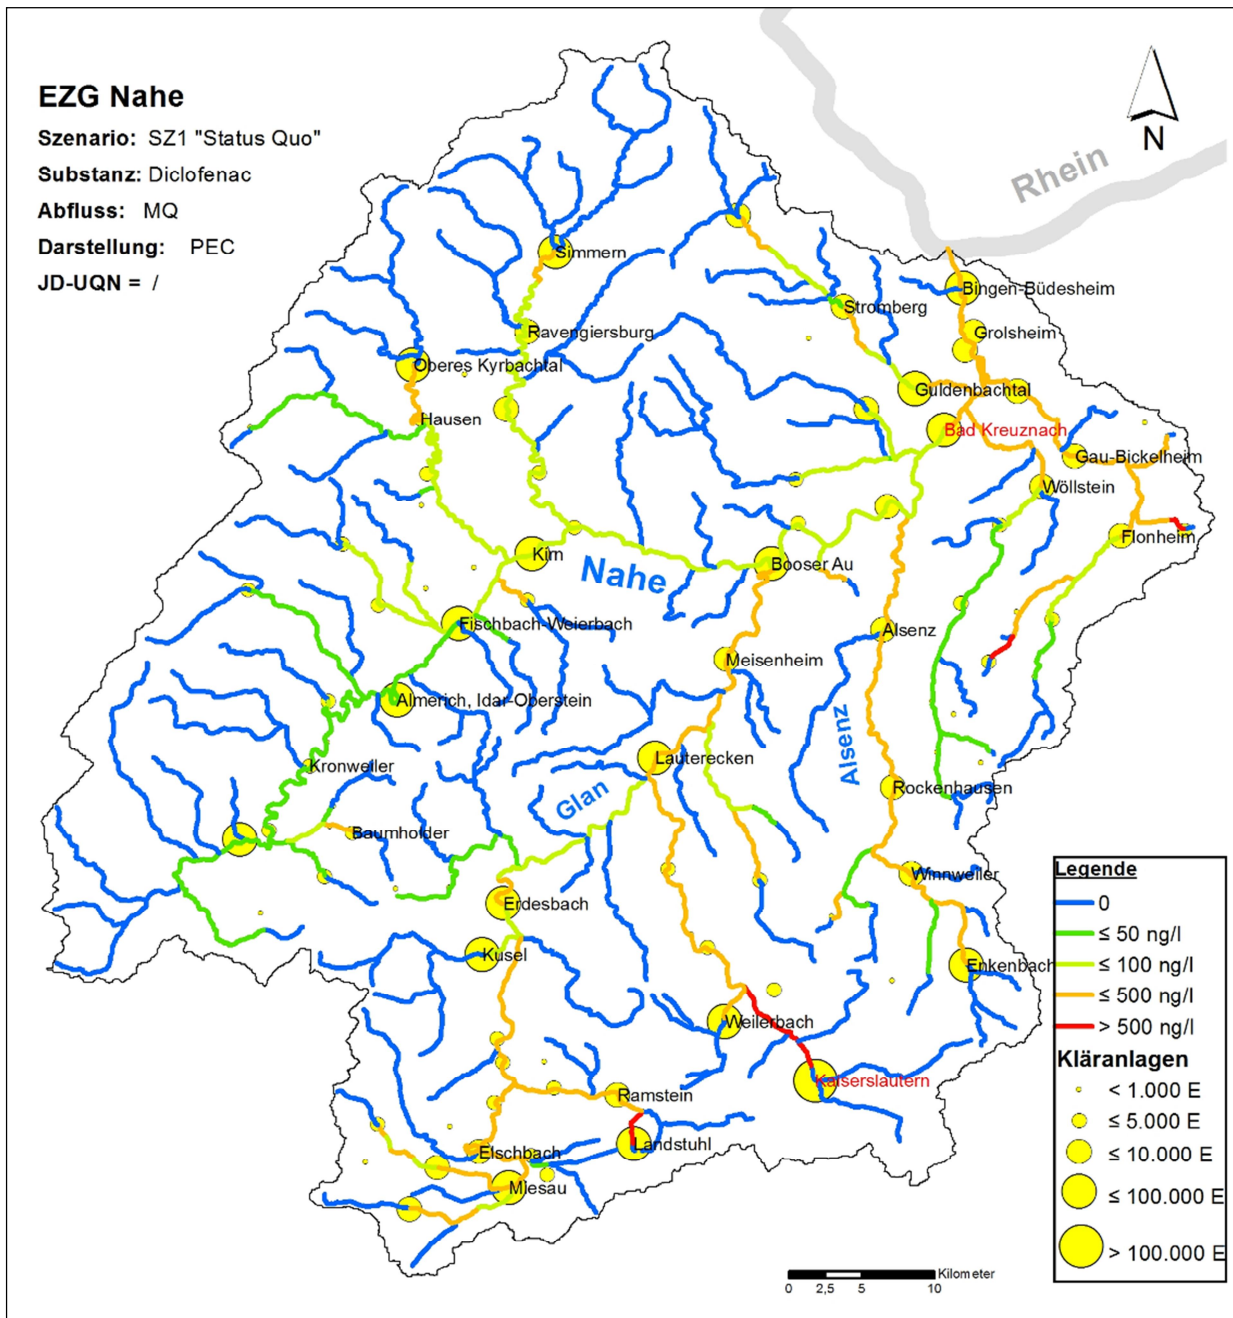 EZG Nahe
Szenario: SZ1 "Status Quo"
Substanz: Diclofenac
Abfluss: MQ
Darstellung: PEC
JD-UQN = /
N
Rhein
Simmern
Bingen-Büdesheim
Stromberg
Ravengiersburg
Grolsheim
Oberes Kyrbachtal
Guldenbachtal
Hausen
Bad Kreuznach
Gau-Bickelheim
Wöllstein
Flonheim
Kirn
Nahe
Booser Au
Fischbach-Weierbach
Alsenz
Meisenheim
Almerich, Idar-Oberstein
Alsenz
Lauterecken
Kronweiler
Glan
Rockenhausen
Baumholder
Winnweiler
Erdesbach
Kusel
Enkenbach
Weilerbach
Kaiserslautern
Ramstein
Landstuhl
Elschbach
Miesau
Legende
0
≤ 50 ng/l
≤ 100 ng/l
≤ 500 ng/l
> 500 ng/l
Kläranlagen
< 1.000 E
≤ 5.000 E
≤ 10.000 E
≤ 100.000 E
> 100.000 E
Kilometer
0 2,5 5 10